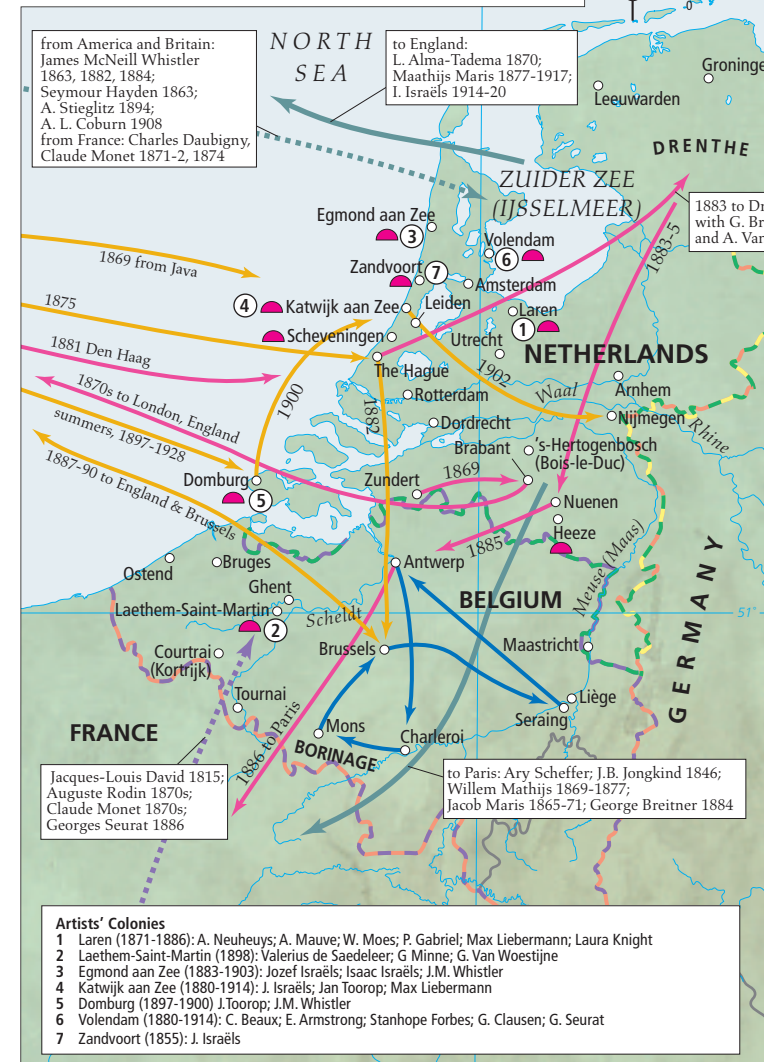 0
from America and Britain:
James McNeill Whistler
1863, 1882, 1884;
Seymour Hayden 1863;
A. Stieglitz 1894;
A. L. Coburn 1908
from France: Charles Daubigny,
Claude Monet 1871-2, 1874
NORTH
SEA
to England:
L. Alma-Tadema 1870;
Maathijs Maris 1877-1917;
I. Israëls 1914-20
Groninge
Leeuwarden
DRENTHE
ZUIDER ZEE
(IJSSELMEER)
1883 to Dr
with G. Br
and A. Van
1883-5
Egmond aan Zee
3
Volendam
6
Zandvoort
7
Amsterdam
1869 from Java
4
Katwijk aan Zee
Leiden
Laren
1
1875
Scheveningen
Utrecht
NETHERLANDS
1881 Den Haag
The Hague
1902
Arnhem
1870s to London, England
1900
1882
Rotterdam
Waal
Nijmegen
Rhine
summers, 1897-1928
Dordrecht
Brabant
's-Hertogenbosch
(Bois-le-Duc)
1887-90 to England & Brussels
Domburg
5
Zundert
1869
Nuenen
Heeze
1885
Meuse (Maas)
Ostend
Bruges
Antwerp
GERMANY
Ghent
BELGIUM
Laethem-Saint-Martin
2
Scheldt
51°
Courtrai
(Kortrijk)
Brussels
Maastricht
Tournai
Liège
Seraing
FRANCE
1886 to Paris
Mons
BORINAGE
Charleroi
Jacques-Louis David 1815;
Auguste Rodin 1870s;
Claude Monet 1870s;
Georges Seurat 1886
to Paris: Ary Scheffer; J.B. Jongkind 1846;
Willem Mathijs 1869-1877;
Jacob Maris 1865-71; George Breitner 1884
Artists' Colonies
1 Laren (1871-1886): A. Neuheuys; A. Mauve; W. Moes; P. Gabriel; Max Liebermann; Laura Knight
2 Laethem-Saint-Martin (1898): Valerius de Saedeleer; G Minne; G. Van Woestijne
3 Egmond aan Zee (1883-1903): Jozef Israëls; Isaac Israëls; J.M. Whistler
4 Katwijk aan Zee (1880-1914): J. Israëls; Jan Toorop; Max Liebermann
5 Domburg (1897-1900) J.Toorop; J.M. Whistler
6 Volendam (1880-1914): C. Beaux; E. Armstrong; Stanhope Forbes; G. Clausen; G. Seurat
7 Zandvoort (1855): J. Israëls